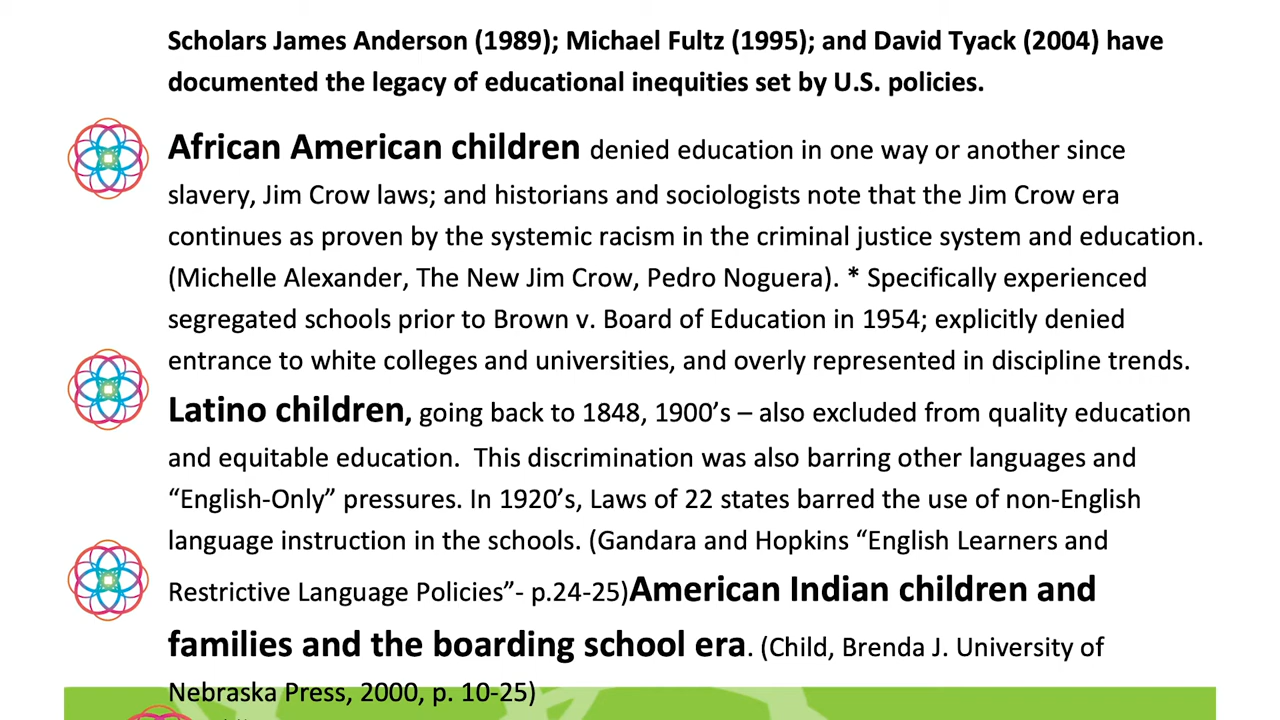 Scholars James Anderson (1989); Michael Fultz (1995); and David Tyack (2004) have
documented the legacy of educational inequities set by U.S. policies.
African American children denied education in one way or another since
slavery, Jim Crow laws; and historians and sociologists note that the Jim Crow era
continues as proven by the systemic racism in the criminal justice system and education.
(Michelle Alexander, The New Jim Crow, Pedro Noguera). * Specifically experienced
segregated schools prior to Brown v. Board of Education in 1954; explicitly denied
entrance to white colleges and universities, and overly represented in discipline trends.
Latino children, going back to 1848, 1900’s – also excluded from quality education
and equitable education.  This discrimination was also barring other languages and
“English-Only” pressures. In 1920’s, Laws of 22 states barred the use of non-English
language instruction in the schools. (Gandara and Hopkins “English Learners and
Restrictive Language Policies”- p.24-25)American Indian children and
families and the boarding school era. (Child, Brenda J. University of
Nebraska Press, 2000, p. 10-25)